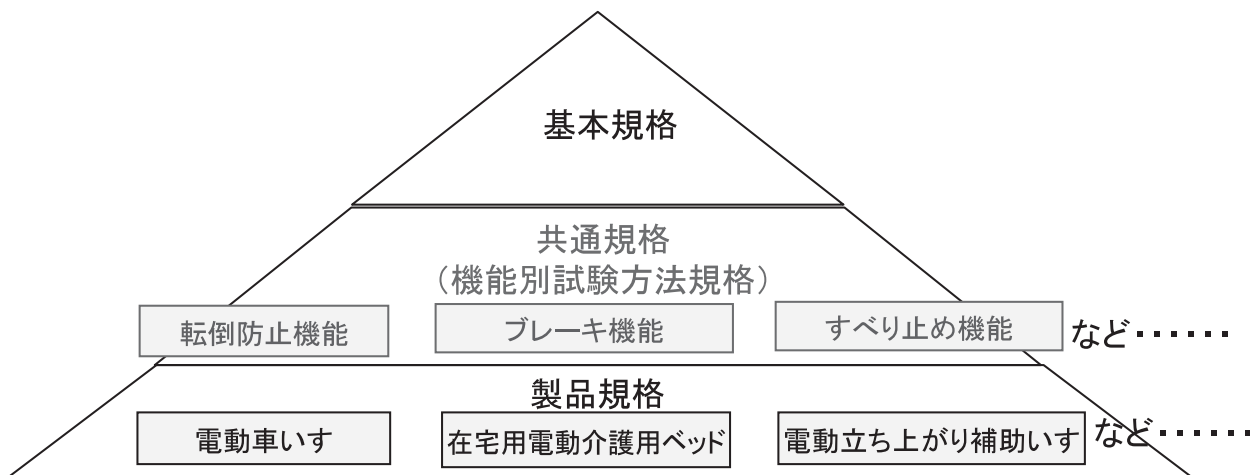 基本規格
共通規格
（機能別試験方法規格）
転倒防止機能 ブレーキ機能 すべり止め機能 など・・・・・・
製品規格
電動車いす 在宅用電動介護用ベッド 電動立ち上がり補助いす など・・・・・・